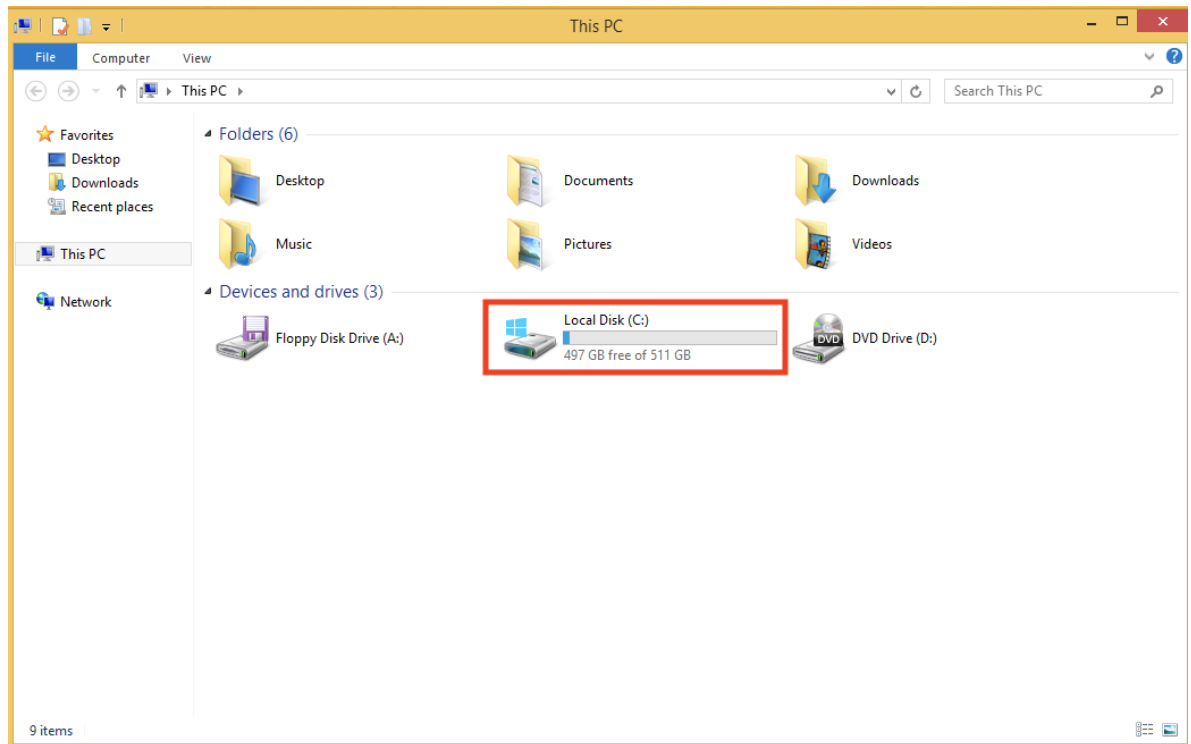 This PC
File Computer View
This PC
Search This PC
Favorites
Desktop
Downloads
Recent places
This PC
Network
Folders (6)
Desktop
Documents
Downloads
Music
Pictures
Videos
Devices and drives (3)
Floppy Disk Drive (A:)
Local Disk (C:)
497 GB free of 511 GB
DVD
DVD Drive (D:)
9 items